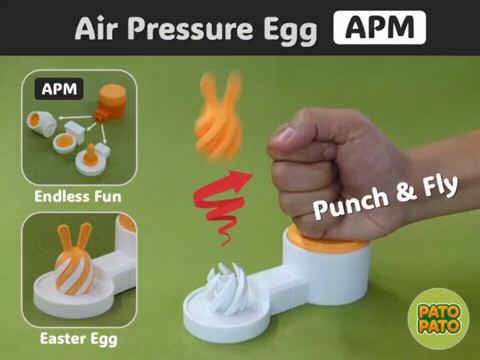 Air Pressure Egg APM
APM
Endless Fun
Easter Egg
Punch & Fly
PATO
PATO